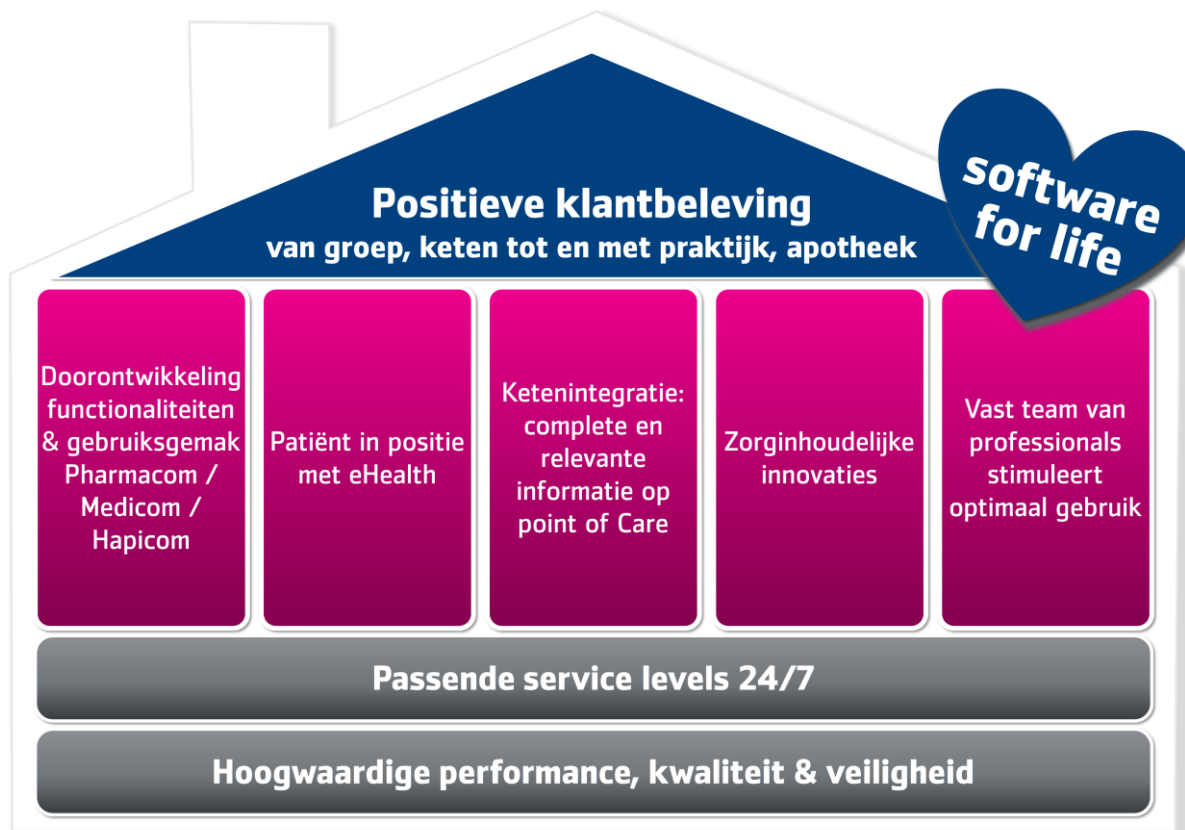 Positieve klantbeleving
van groep, keten tot en met praktijk, apotheek
software
for life
Doorontwikkeling
functionaliteiten
& gebruiksgemak
Pharmacom /
Medicom /
Hapicom
Patiënt in positie
met eHealth
Ketenintegratie:
complete en
relevante
informatie op
point of Care
Zorginhoudelijke
innovaties
Vast team van
professionals
stimuleert
optimaal gebruik
Passende service levels 24/7
Hoogwaardige performance, kwaliteit & veiligheid